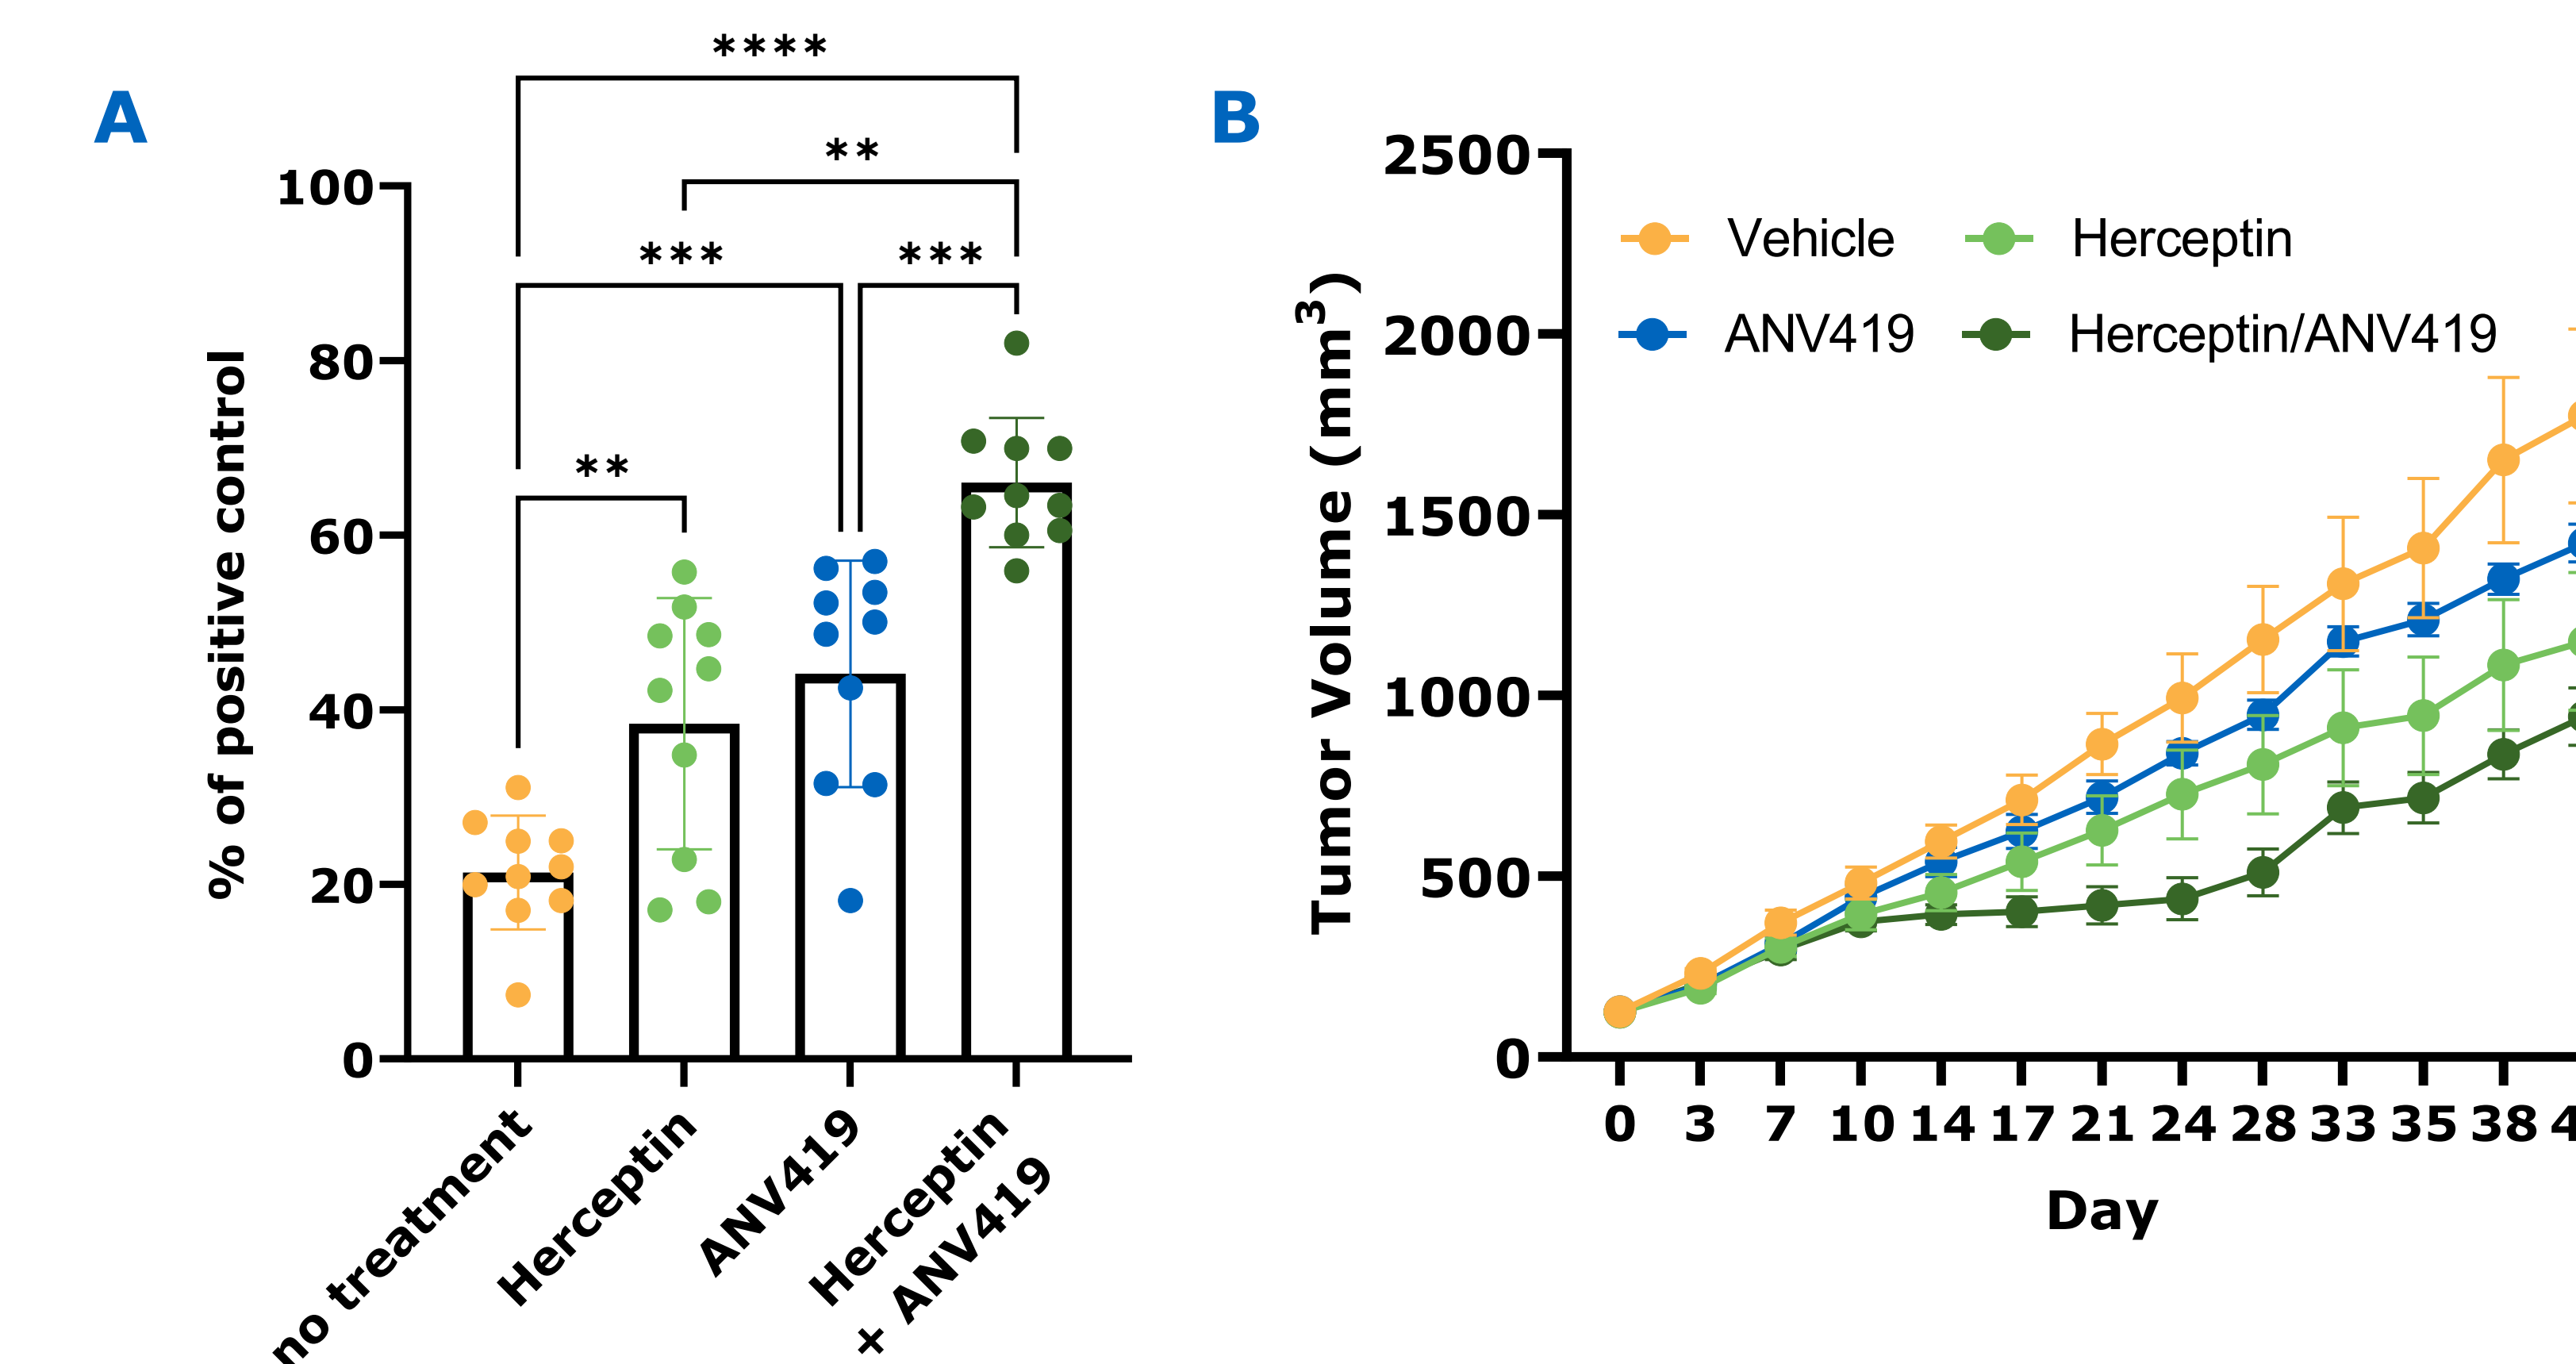 A
****
**
***
***
**
% of positive control
100
80
60
40
20
0
no treatment
Herceptin
ANV419
Herceptin
+ ANV419
B
Tumor Volume (mm³)
2500
2000
1500
1000
500
0
Vehicle
Herceptin
ANV419
Herceptin/ANV419
0 3 7 10 14 17 21 24 28 33 35 38 4
Day